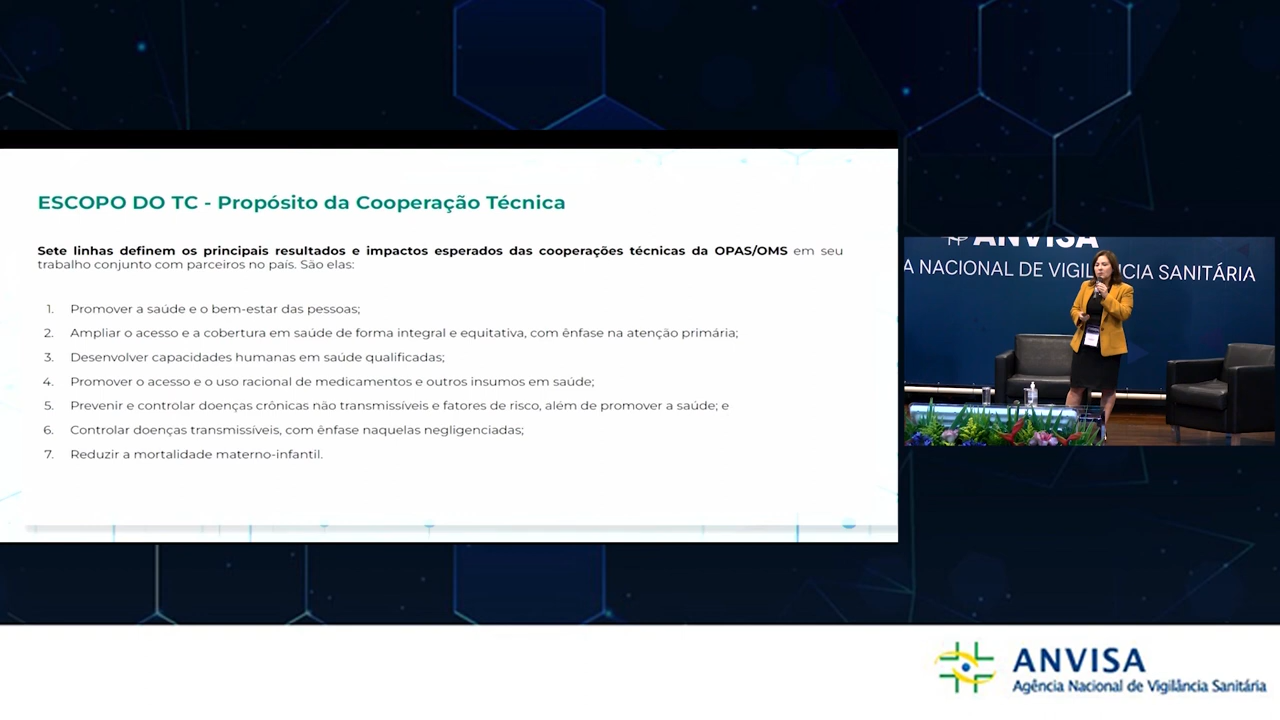 ESCOPO DO TC - Propósito da Cooperação Técnica
Sete linhas definem os principais resultados e impactos esperados das cooperações técnicas da OPAS/OMS em seu
trabalho conjunto com parceiros no país. São elas:
1. Promover a saúde e o bem-estar das pessoas;
2. Ampliar o acesso e a cobertura em saúde de forma integral e equitativa, com ênfase na atenção primária;
3. Desenvolver capacidades humanas em saúde qualificadas;
4. Promover o acesso e o uso racional de medicamentos e outros insumos em saúde;
5. Prevenir e controlar doenças crônicas não transmissíveis e fatores de risco, além de promover a saúde; e
6. Controlar doenças transmissíveis, com ênfase naquelas negligenciadas;
7. Reduzir a mortalidade materno-infantil.
ANVISA
A NACIONAL DE VIGILÂNCIA SANITÁRIA
ANVISA
Agência Nacional de Vigilância Sanitária